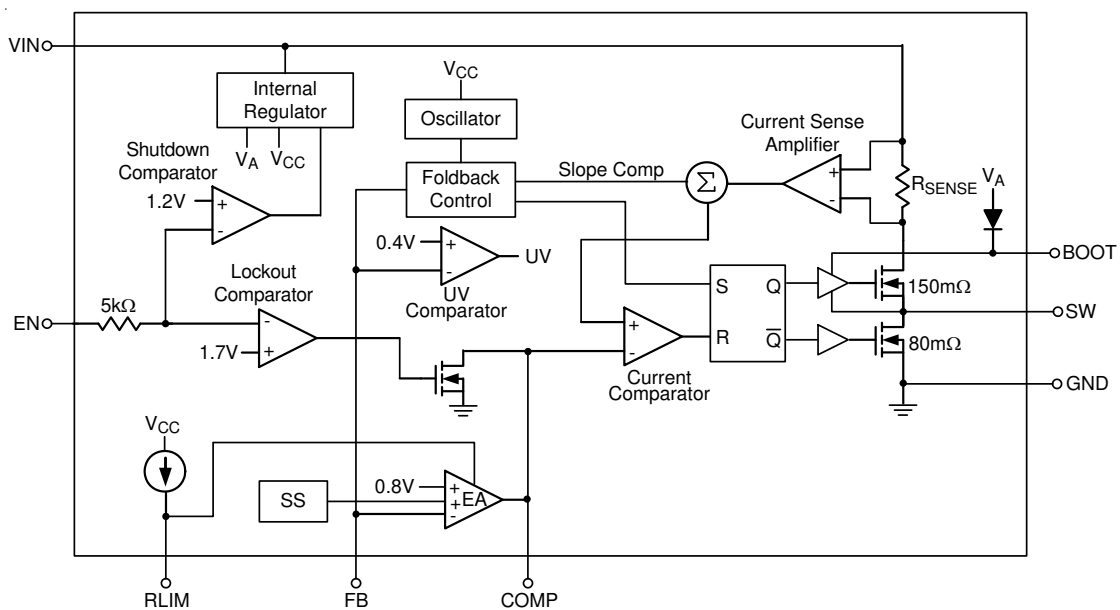 VIN
Internal
Regulator
VA
VCC
VCC
Oscillator
Foldback
Control
Slope Comp
Σ
Current Sense
Amplifier
+
-
RSENSE
VA
Shutdown
Comparator
1.2V
+
-
0.4V
+
-
UV
UV
Comparator
BOOT
Lockout
Comparator
5kΩ
EN
-
1.7V
+
S
Q
R
Q
+
-
Current
Comparator
150mΩ
SW
80mΩ
GND
VCC
SS
0.8V
+
+
-
EA
RLIM
FB
COMP